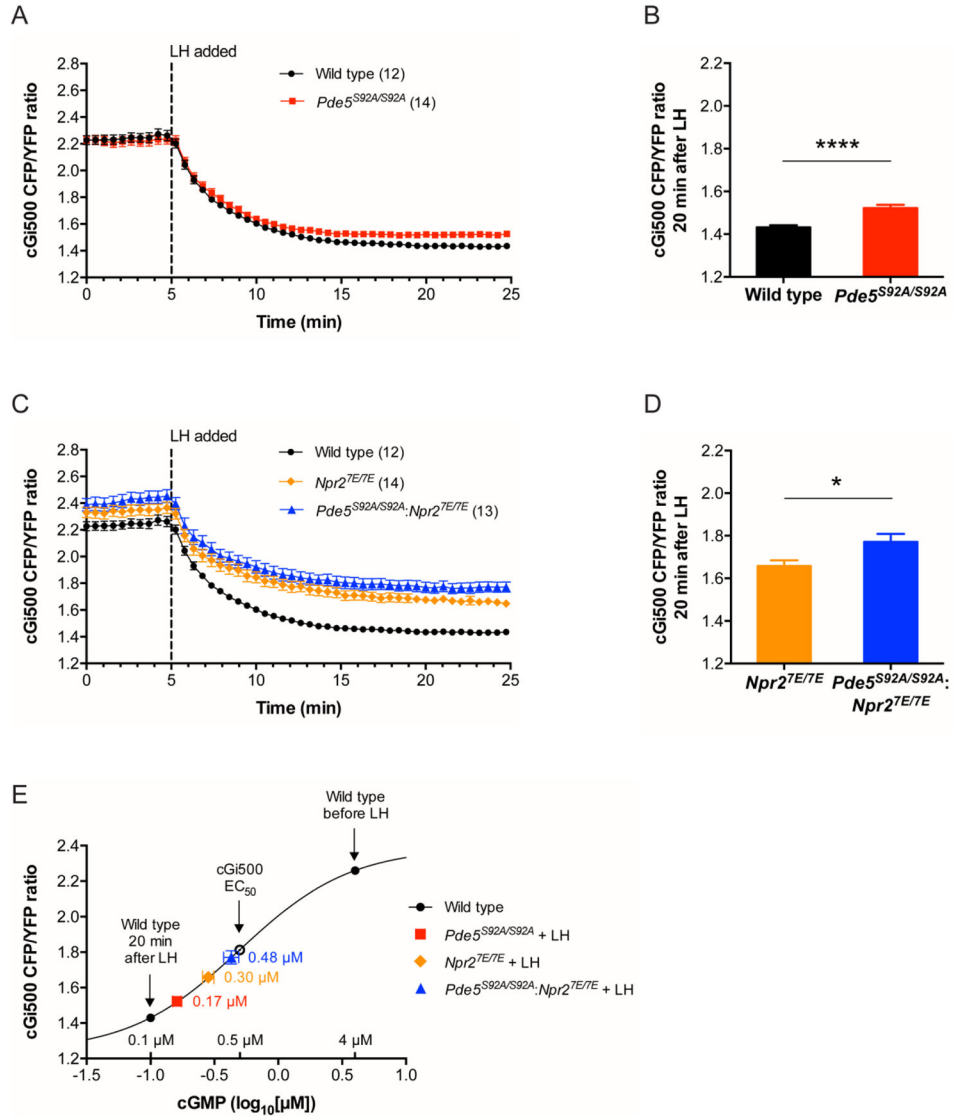 A
LH added
Wild type (12)
Pde5S92A/S92A (14)
cGi500 CFP/YFP ratio
2.8
2.6
2.4
2.2
2.0
1.8
1.6
1.4
1.2
0 5 10 15 20 25
Time (min)
B
cGi500 CFP/YFP ratio
20 min after LH
2.2
2.0
1.8
1.6
1.4
1.2
****
Wild type Pde5S92A/S92A
C
LH added
Wild type (12)
Npr27E/7E (14)
Pde5S92A/S92A:Npr27E/7E (13)
cGi500 CFP/YFP ratio
2.8
2.6
2.4
2.2
2.0
1.8
1.6
1.4
1.2
0 5 10 15 20 25
Time (min)
D
cGi500 CFP/YFP ratio
20 min after LH
2.2
2.0
1.8
1.6
1.4
1.2
*
Npr27E/7E Pde5S92A/S92A:
Npr27E/7E
E
cGi500 CFP/YFP ratio
2.4
2.2
2.0
1.8
1.6
1.4
1.2
Wild type
before LH
cGi500
EC50
Wild type
20 min
after LH
0.48 µM
0.30 µM
0.17 µM
0.1 µM 0.5 µM 4 µM
-1.5 -1.0 -0.5 0.0 0.5 1.0
cGMP (log10[µM])
Wild type
Pde5S92A/S92A + LH
Npr27E/7E + LH
Pde5S92A/S92A:Npr27E/7E + LH